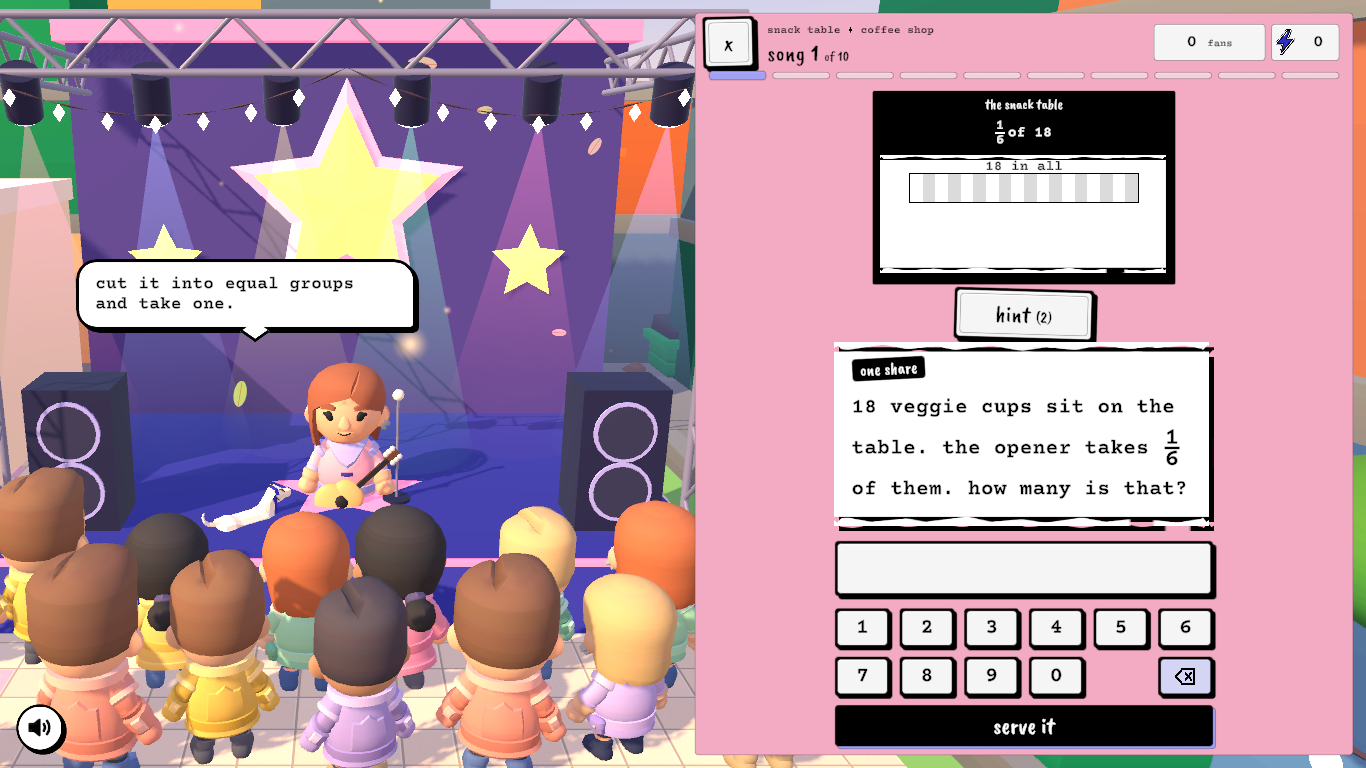 cut it into equal groups
and take one.
x
snack table + coffee shop
song 1 of 10
0 fans
0
the snack table
1/6 of 18
18 in all
hint (2)
one share
18 veggie cups sit on the
table. the opener takes 1/6
of them. how many is that?
1 2 3 4 5 6
7 8 9 0
serve it